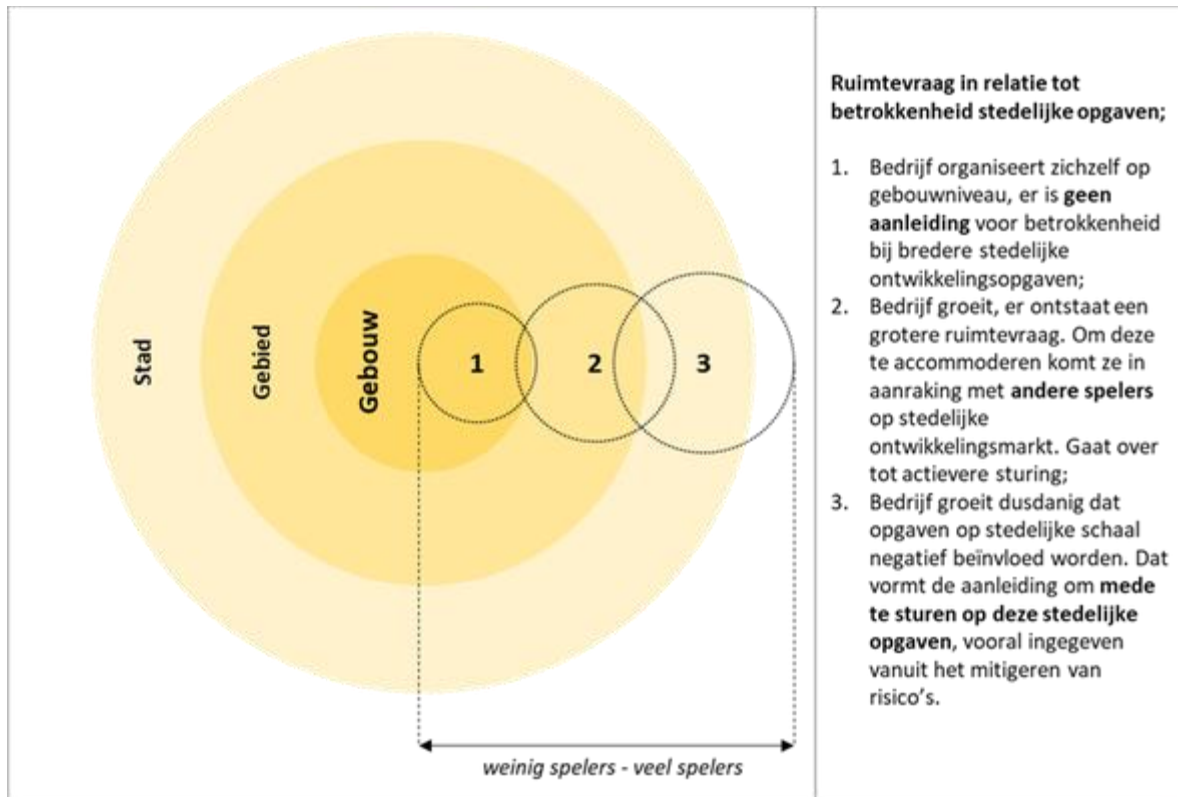 Stad
Gebied
Gebouw
1
2
3
weinig spelers - veel spelers
Ruimtevraag in relatie tot
betrokkenheid stedelijke opgaven;
1. Bedrijf organiseert zichzelf op
gebouwniveau, er is geen
aanleiding voor betrokkenheid
bij bredere stedelijke
ontwikkelingsopgaven;
2. Bedrijf groeit, er ontstaat een
grotere ruimtevraag. Om deze
te accommoderen komt ze in
aanraking met andere spelers
op stedelijke
ontwikkelingsmarkt. Gaat over
tot actievere sturing;
3. Bedrijf groeit dusdanig dat
opgaven op stedelijke schaal
negatief beïnvloed worden. Dat
vormt de aanleiding om mede
te sturen op deze stedelijke
opgaven, vooral ingegeven
vanuit het mitigeren van
risico's.